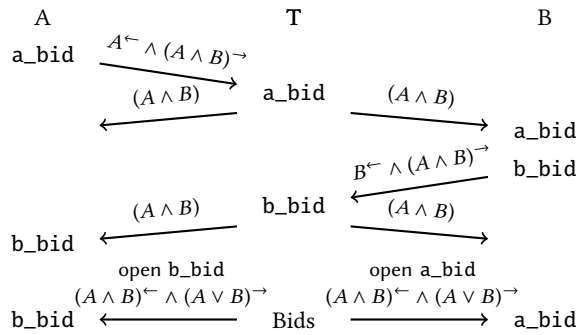 A T B
a_bid A← ∧ (A ∧ B)→
a_bid
(A ∧ B) (A ∧ B)
a_bid
B← ∧ (A ∧ B)→ b_bid
b_bid
(A ∧ B) (A ∧ B)
b_bid
open b_bid open a_bid
(A ∧ B)← ∧ (A ∨ B)→ (A ∧ B)← ∧ (A ∨ B)→
b_bid Bids a_bid